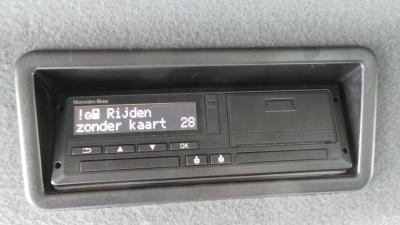 Mercedes-Benz
! Rijden
zonder kaart 28
OK